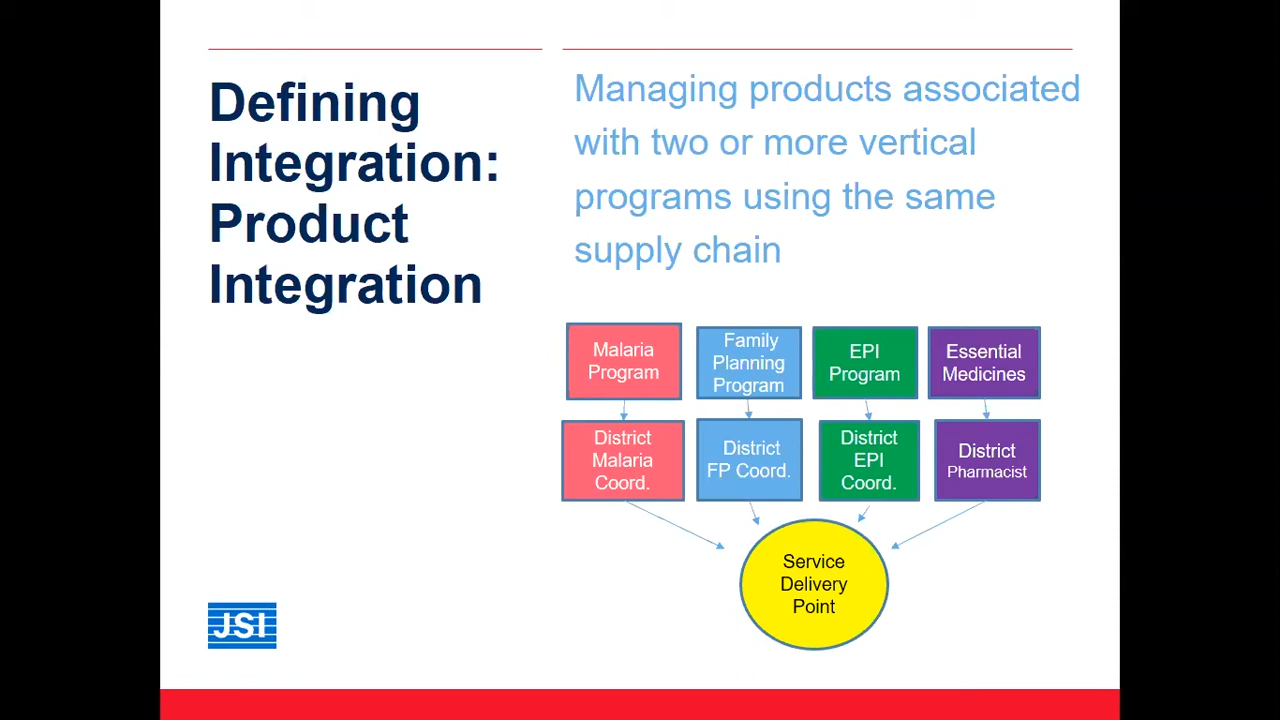 Defining
Integration:
Product
Integration
Managing products associated
with two or more vertical
programs using the same
supply chain
Malaria
Program
Family
Planning
Program
EPI
Program
Essential
Medicines
District
Malaria
Coord.
District
FP Coord.
District
EPI
Coord.
District
Pharmacist
Service
Delivery
Point
JSI